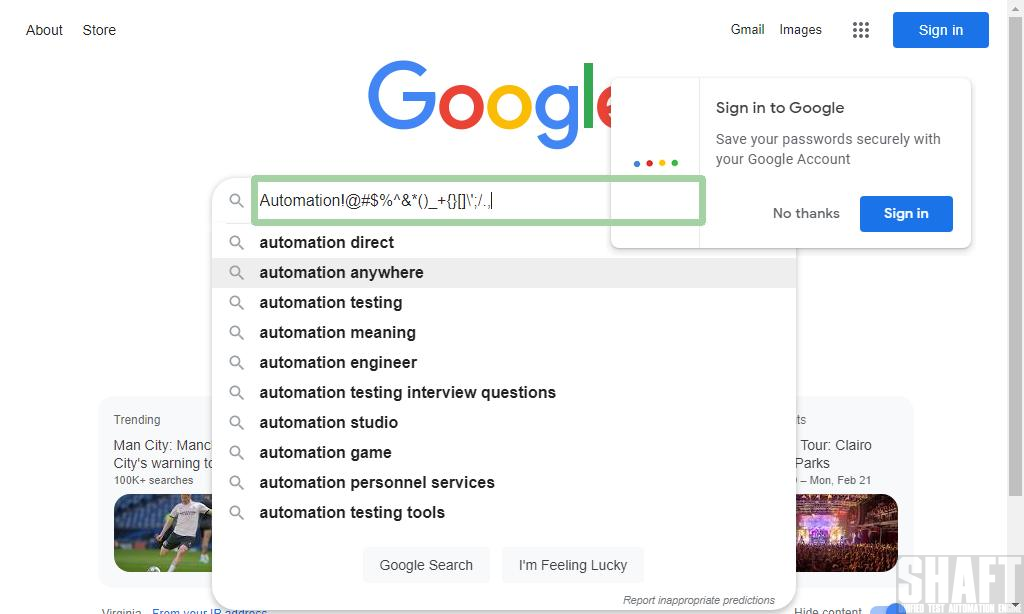 About Store
Gmail Images
Sign in
Google
Sign in to Google
Save your passwords securely with
your Google Account
No thanks
Sign in
Automation!@#$%^&*()_+{}[]\';/.,
automation direct
automation anywhere
automation testing
automation meaning
automation engineer
automation testing interview questions
automation studio
automation game
automation personnel services
automation testing tools
Google Search
I'm Feeling Lucky
Report inappropriate predictions
Trending
Man City: Manc
City's warning to
100K+ searches
ts
Tour: Clairo
Parks
– Mon, Feb 21
Virginia From your IP address
Hide content
SHAFT
UNIFIED TEST AUTOMATION ENG